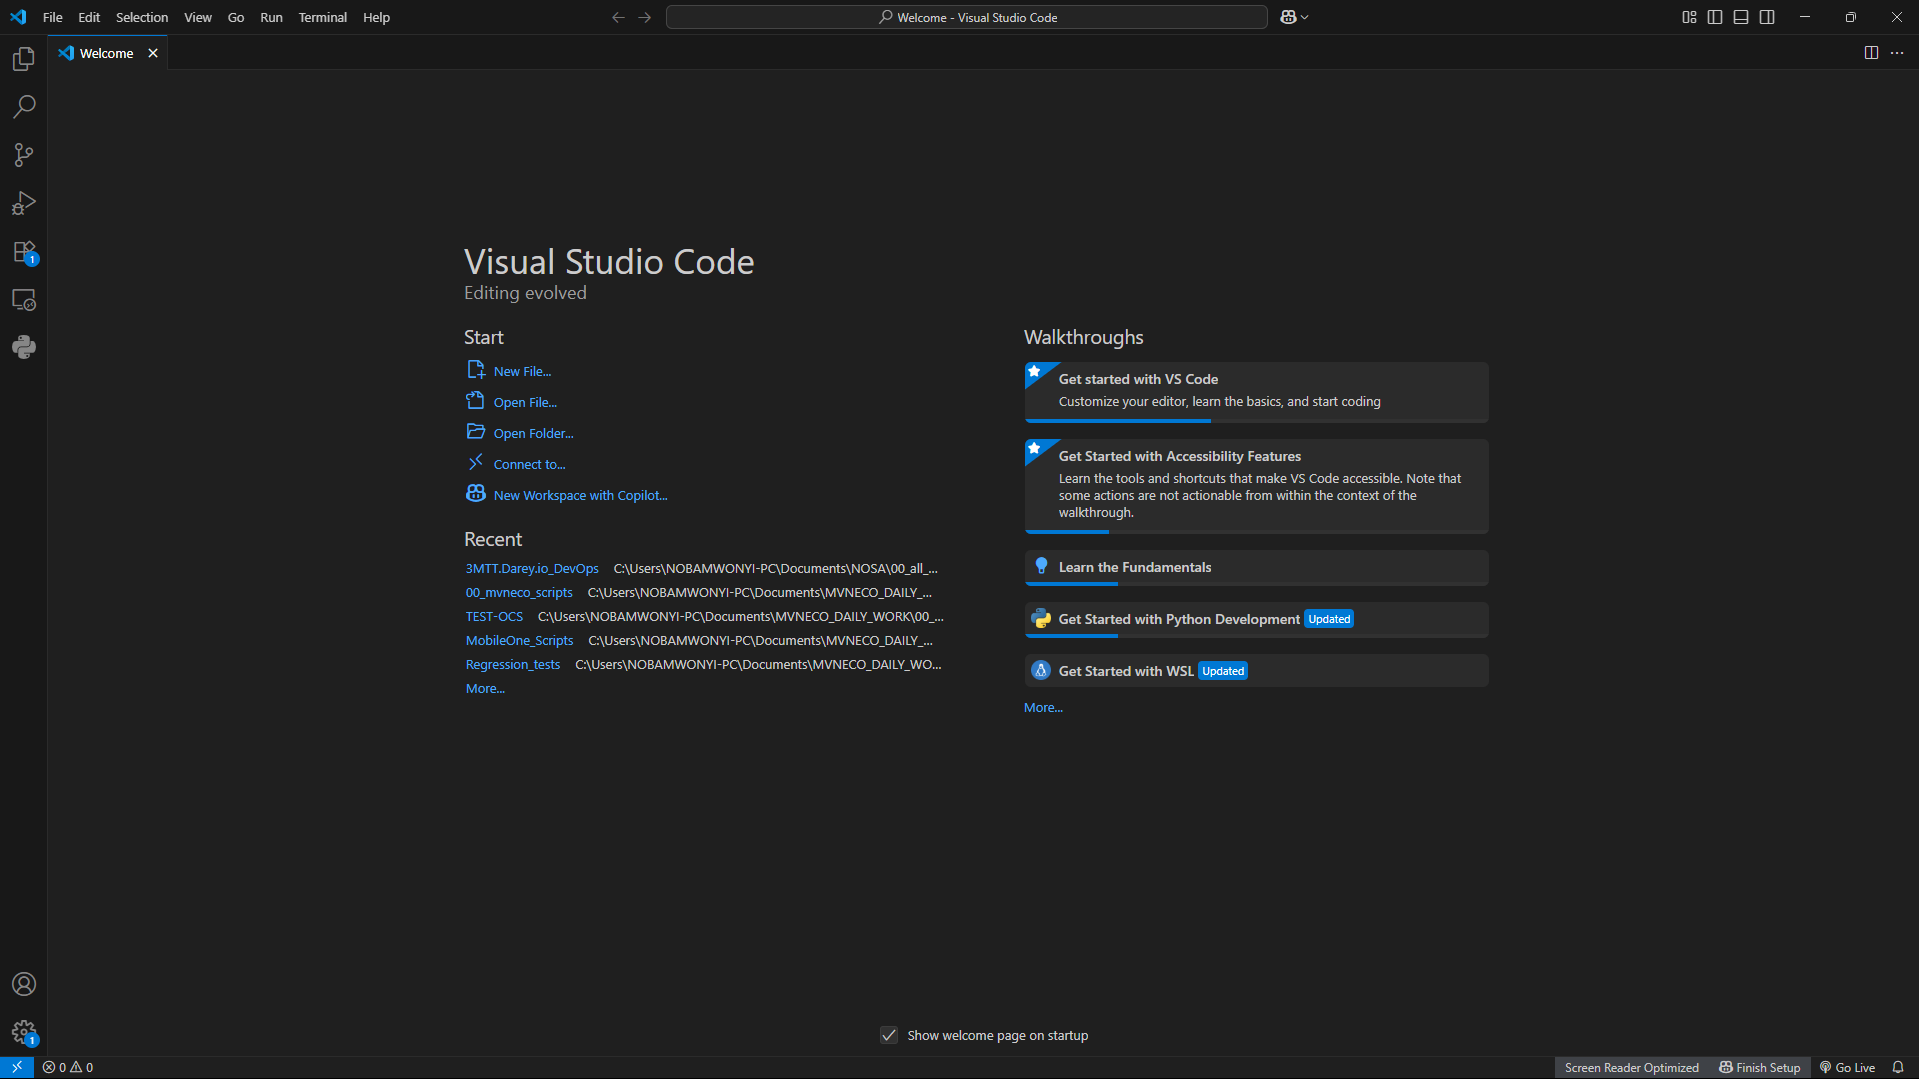 File Edit Selection View Go Run Terminal Help
Welcome - Visual Studio Code
Welcome
Visual Studio Code
Editing evolved
Start
New File...
Open File...
Open Folder...
Connect to...
New Workspace with Copilot...
Recent
3MTT.Darey.io_DevOps C:\Users\NOBAMWONYI-PC\Documents\NOSA\00_all_...
00_mvneco_scripts C:\Users\NOBAMWONYI-PC\Documents\MVNECO_DAILY_...
TEST-OCS C:\Users\NOBAMWONYI-PC\Documents\MVNECO_DAILY_WORK\00_...
MobileOne_Scripts C:\Users\NOBAMWONYI-PC\Documents\MVNECO_DAILY_...
Regression_tests C:\Users\NOBAMWONYI-PC\Documents\MVNECO_DAILY_WO...
More...
Walkthroughs
Get started with VS Code
Customize your editor, learn the basics, and start coding
Get Started with Accessibility Features
Learn the tools and shortcuts that make VS Code accessible. Note that
some actions are not actionable from within the context of the
walkthrough.
Learn the Fundamentals
Get Started with Python Development Updated
Get Started with WSL Updated
More...
1
1
Show welcome page on startup
0 0
Screen Reader Optimized Finish Setup Go Live